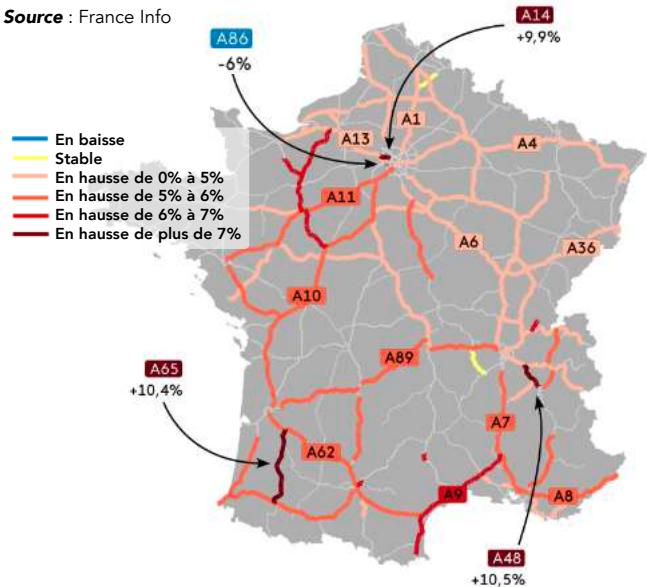 Source : France Info
A14
+9,9%
A86
-6%
En baisse
Stable
En hausse de 0% à 5%
En hausse de 5% à 6%
En hausse de 6% à 7%
En hausse de plus de 7%
A1
A13
A4
A11
A6
A36
A10
A89
A65
+10,4%
A7
A62
A9
A8
A48
+10,5%